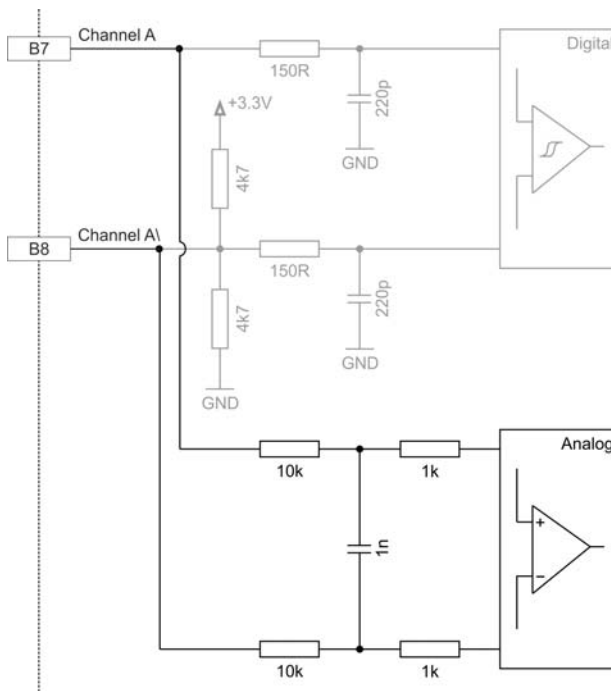 B7
Channel A
Digital
150R
220p
+3.3V
GND
4k7
B8
Channel A\
150R
220p
4k7
GND
GND
Analog
10k
1k
+
1n
−
10k
1k